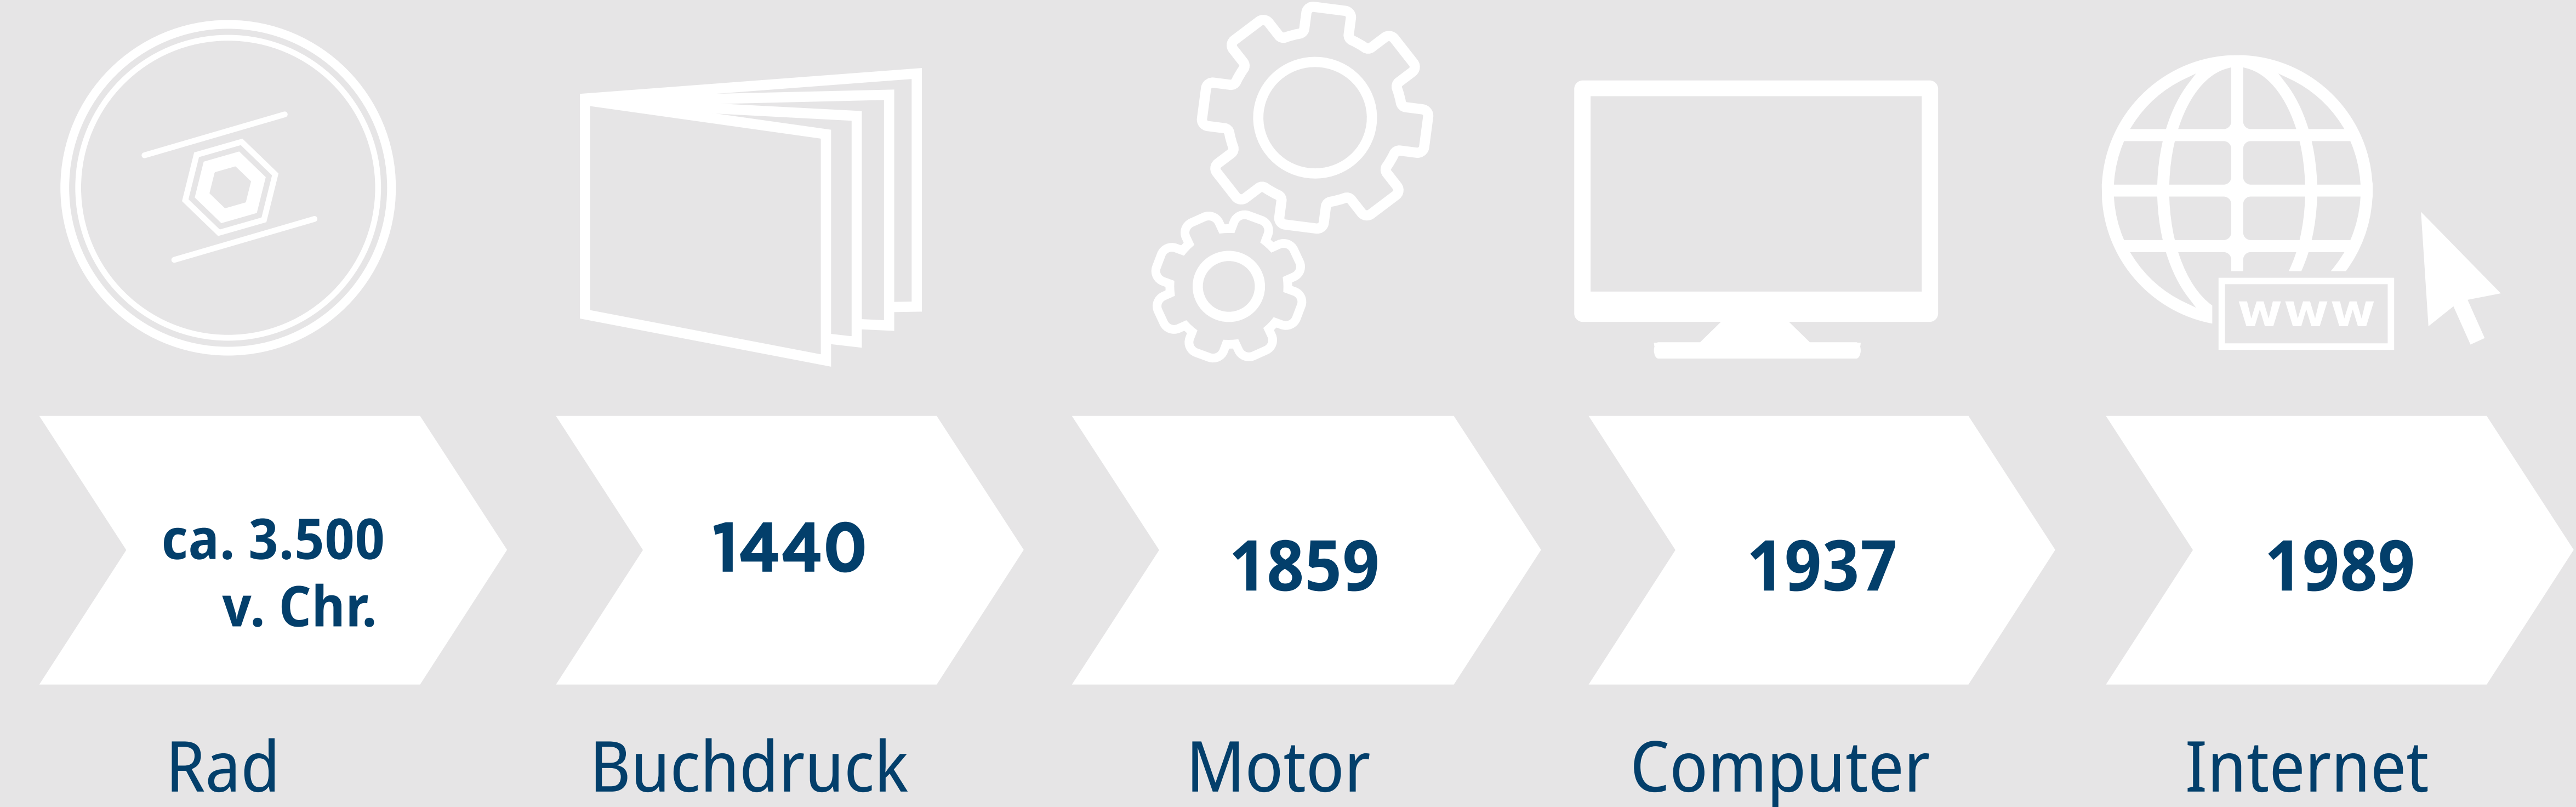 www
ca. 3.500
v. Chr.
1440
1859
1937
1989
Rad
Buchdruck
Motor
Computer
Internet